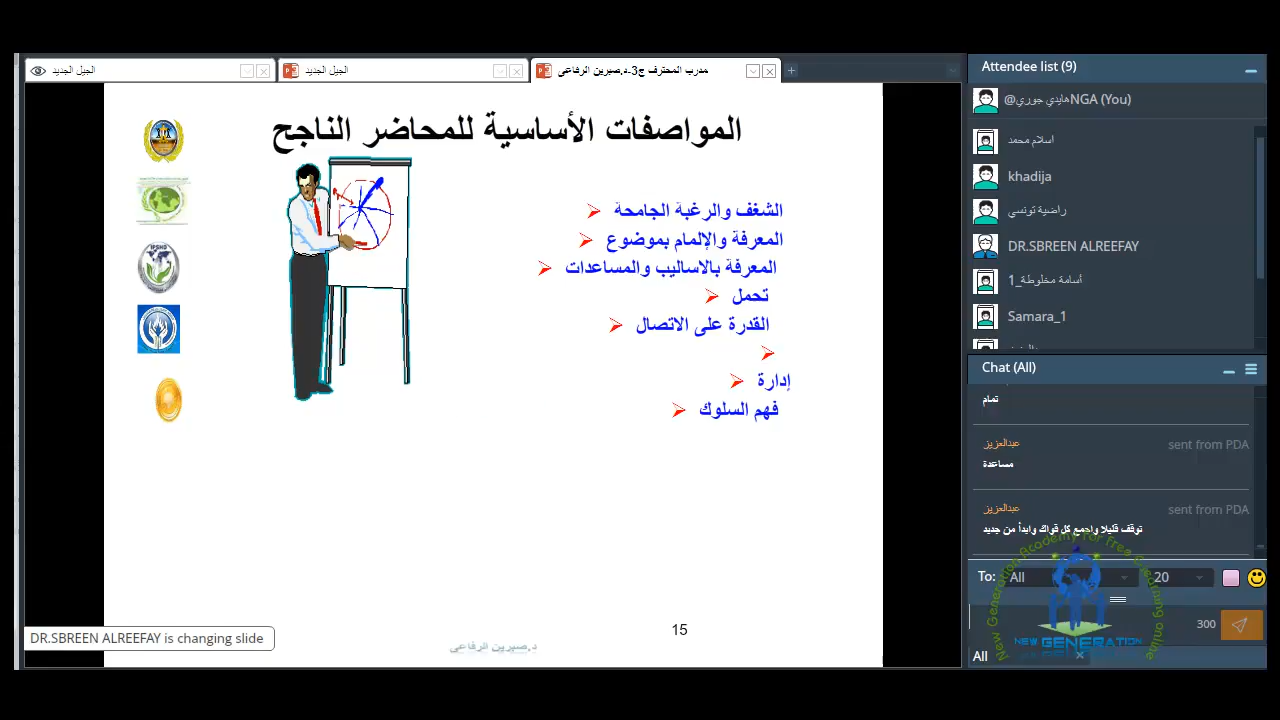 الجيل الجديد
الجيل الجديد
مدرب المحترف ج3-د.صبرين الرفاعى
المواصفات الأساسية للمحاضر الناجح
الشغف والرغبة الجامحة
المعرفة والإلمام بموضوع
المعرفة بالاساليب والمساعدات
تحمل
القدرة على الاتصال
إدارة
فهم السلوك
IPSHD
15
د.صبرين الرفاعى
DR.SBREEN ALREEFAY is changing slide
Attendee list (9)
@هايدي جوريNGA (You)
اسلام محمد
khadija
راضية تونسي
DR.SBREEN ALREEFAY
أسامة مخلوطة_1
Samara_1
Chat (All)
تمام
عبدالعزيز
sent from PDA
مساعدة
عبدالعزيز
sent from PDA
توقف قليلا واجمع كل قواك وابدأ من جديد
To: All
20
300
All
New Generation Academy For Free E-Learning online
NEW GENERATION